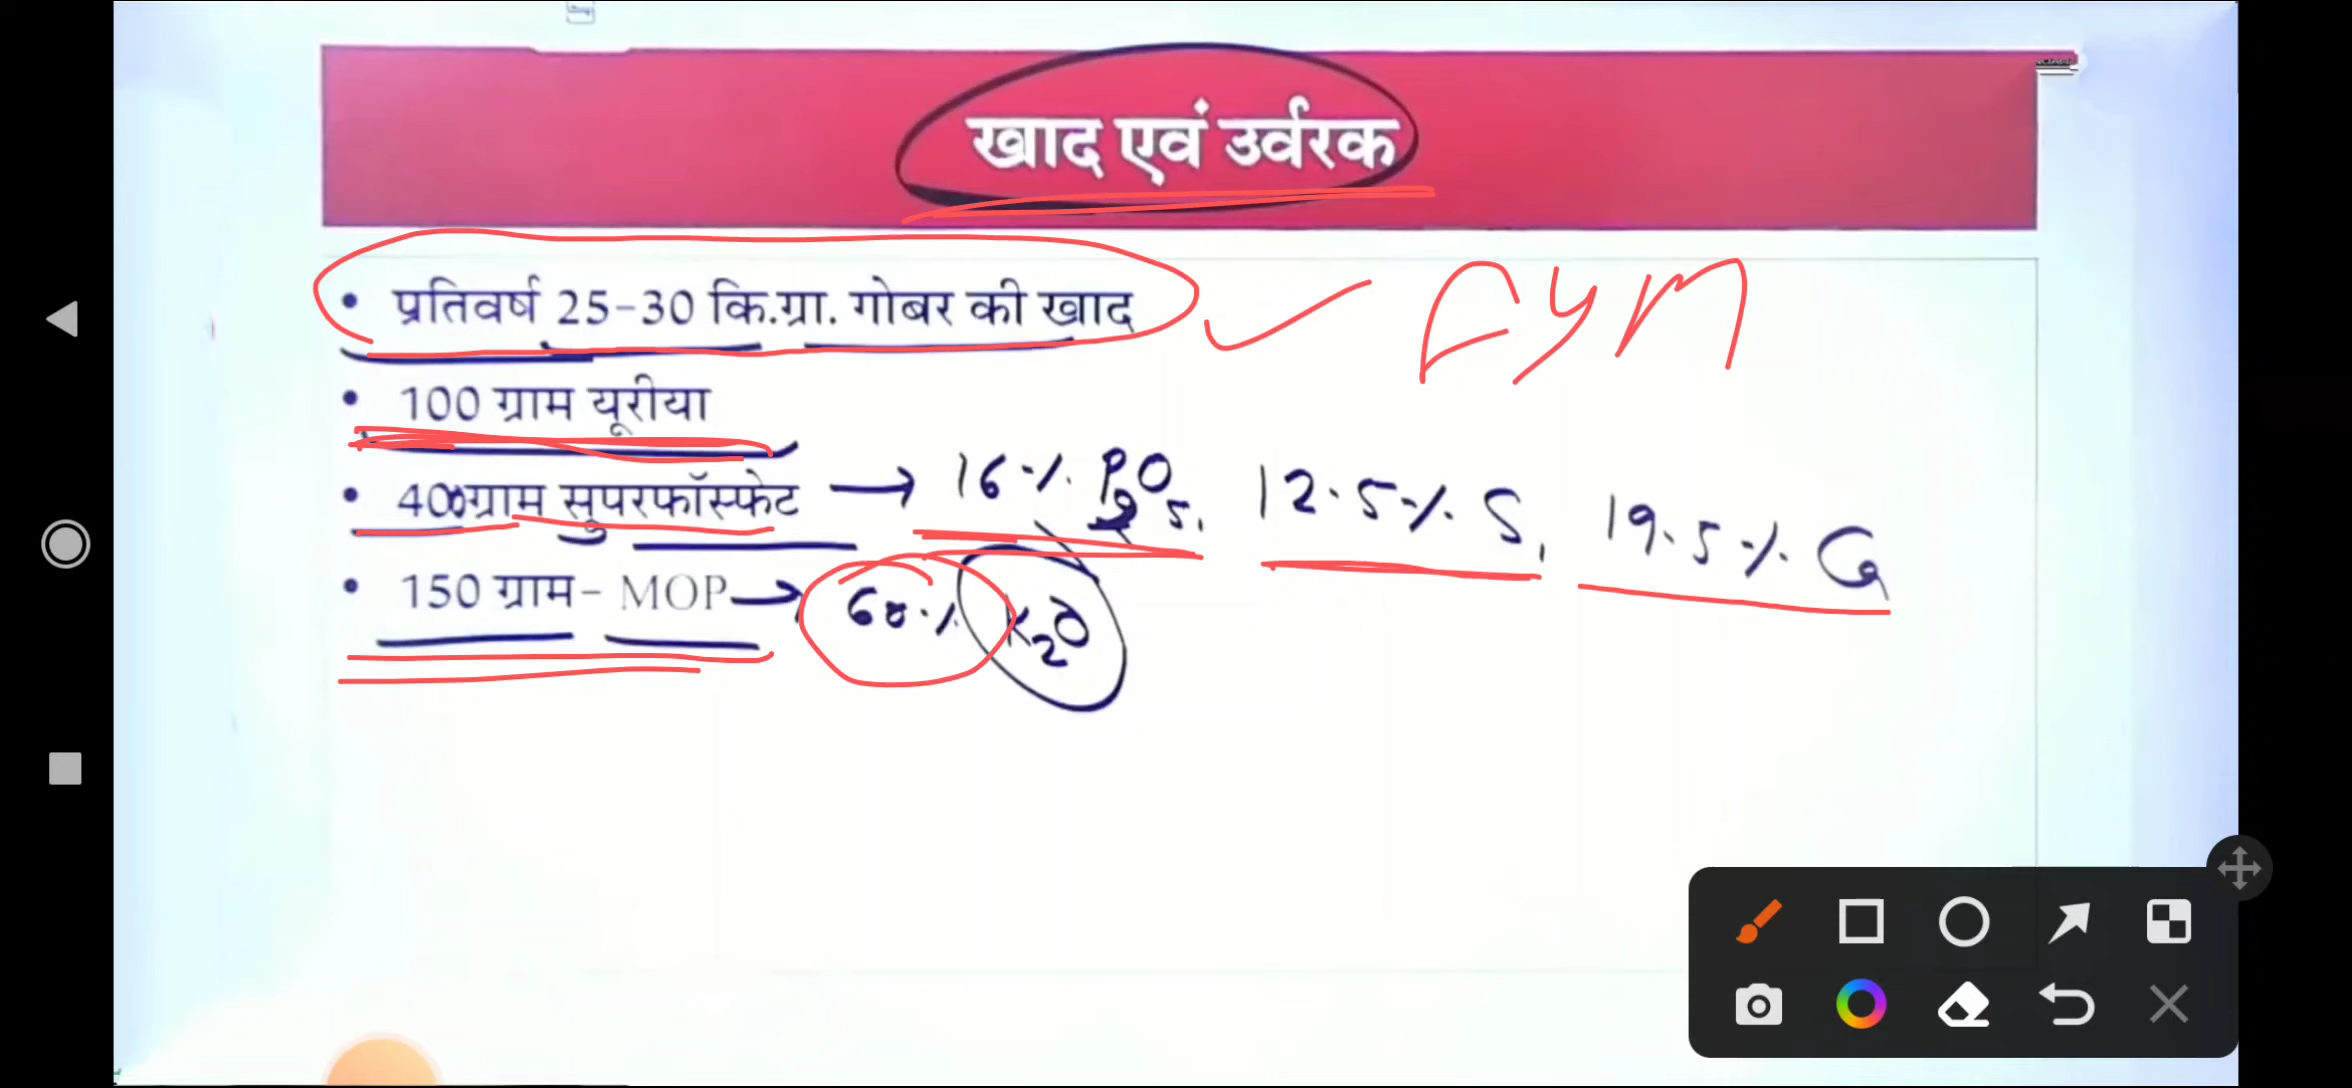 खाद एवं उर्वरक
• प्रतिवर्ष 25-30 कि.ग्रा. गोबर की खाद FYM
• 100 ग्राम यूरीया
• 400ग्राम सुपरफॉस्फेट → 16% P2O5, 12.5% S, 19.5% Ca
• 150 ग्राम- MOP → 60% K2O